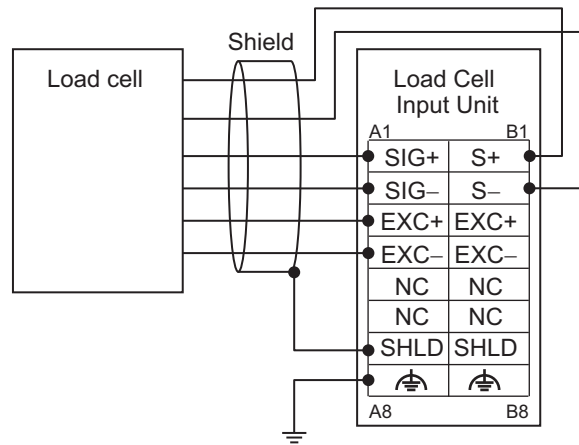 Shield
Load cell
Load Cell
Input Unit
A1 B1
SIG+ S+
SIG− S−
EXC+ EXC+
EXC− EXC−
NC NC
NC NC
SHLD SHLD
A8 B8